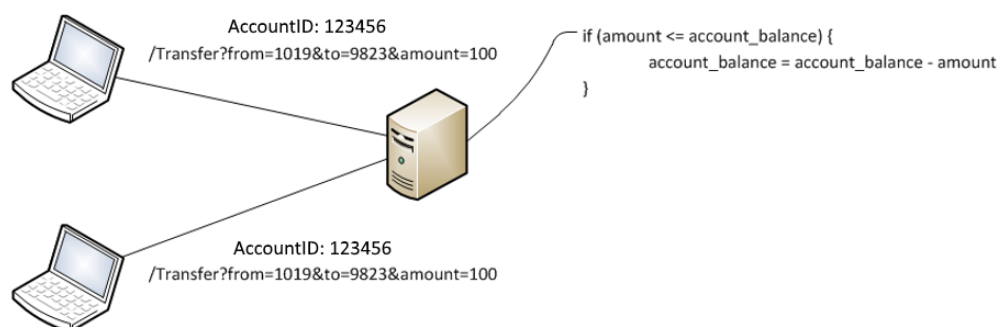 AccountID: 123456
/Transfer?from=1019&to=9823&amount=100
if (amount <= account_balance) {
account_balance = account_balance - amount
}
AccountID: 123456
/Transfer?from=1019&to=9823&amount=100